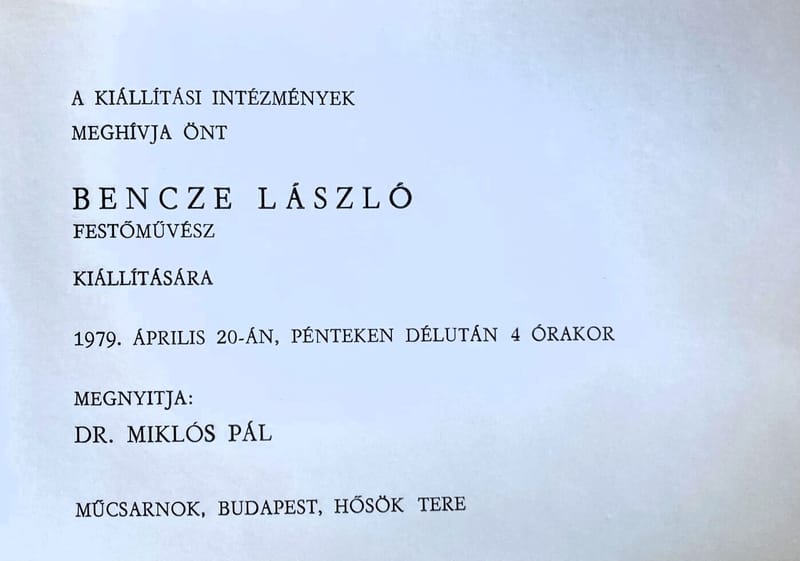 A KIÁLLÍTÁSI INTÉZMÉNYEK
MEGHÍVJA ÖNT
BENCZE LÁSZLÓ
FESTŐMŰVÉSZ
KIÁLLÍTÁSÁRA
1979. ÁPRILIS 20-ÁN, PÉNTEKEN DÉLUTÁN 4 ÓRAKOR
MEGNYITJA:
DR. MIKLÓS PÁL
MŰCSARNOK, BUDAPEST, HŐSÖK TERE